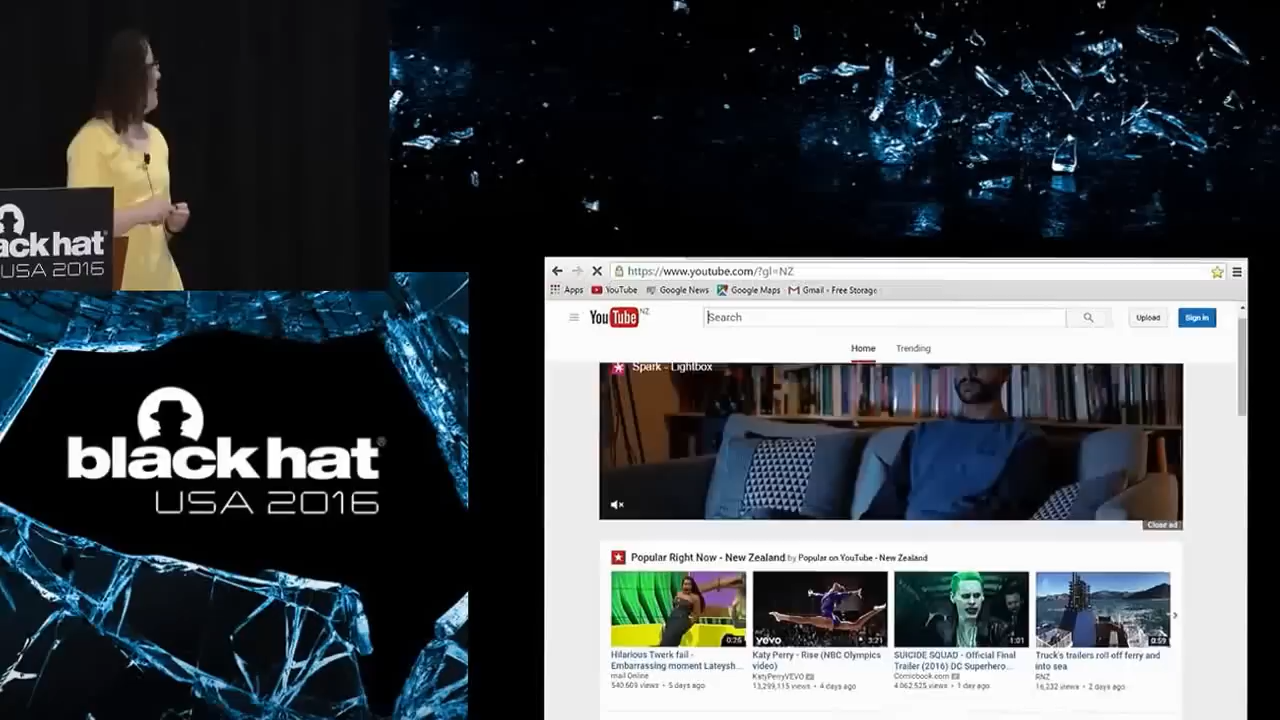 ack hat
USA 2016
black hat®
USA 2016
https://www.youtube.com/?gl=NZ
Apps YouTube Google News Google Maps Gmail - Free Storage
YouTube NZ
Search
Upload
Sign in
Home Trending
Spark - Lightbox
Close ad
Popular Right Now - New Zealand by Popular on YouTube - New Zealand
0:26
vevo
3:21
1:01
0:59
Hilarious Twerk fail -
Embarrassing moment Lateysh...
mail Online
540,609 views • 5 days ago
Katy Perry - Rise (NBC Olympics
video)
KatyPerryVEVO
13,299,115 views • 4 days ago
SUICIDE SQUAD - Official Final
Trailer (2016) DC Superhero...
Comicbook.com
4,062,525 views • 1 day ago
Truck's trailers roll off ferry and
into sea
RNZ
16,232 views • 2 days ago